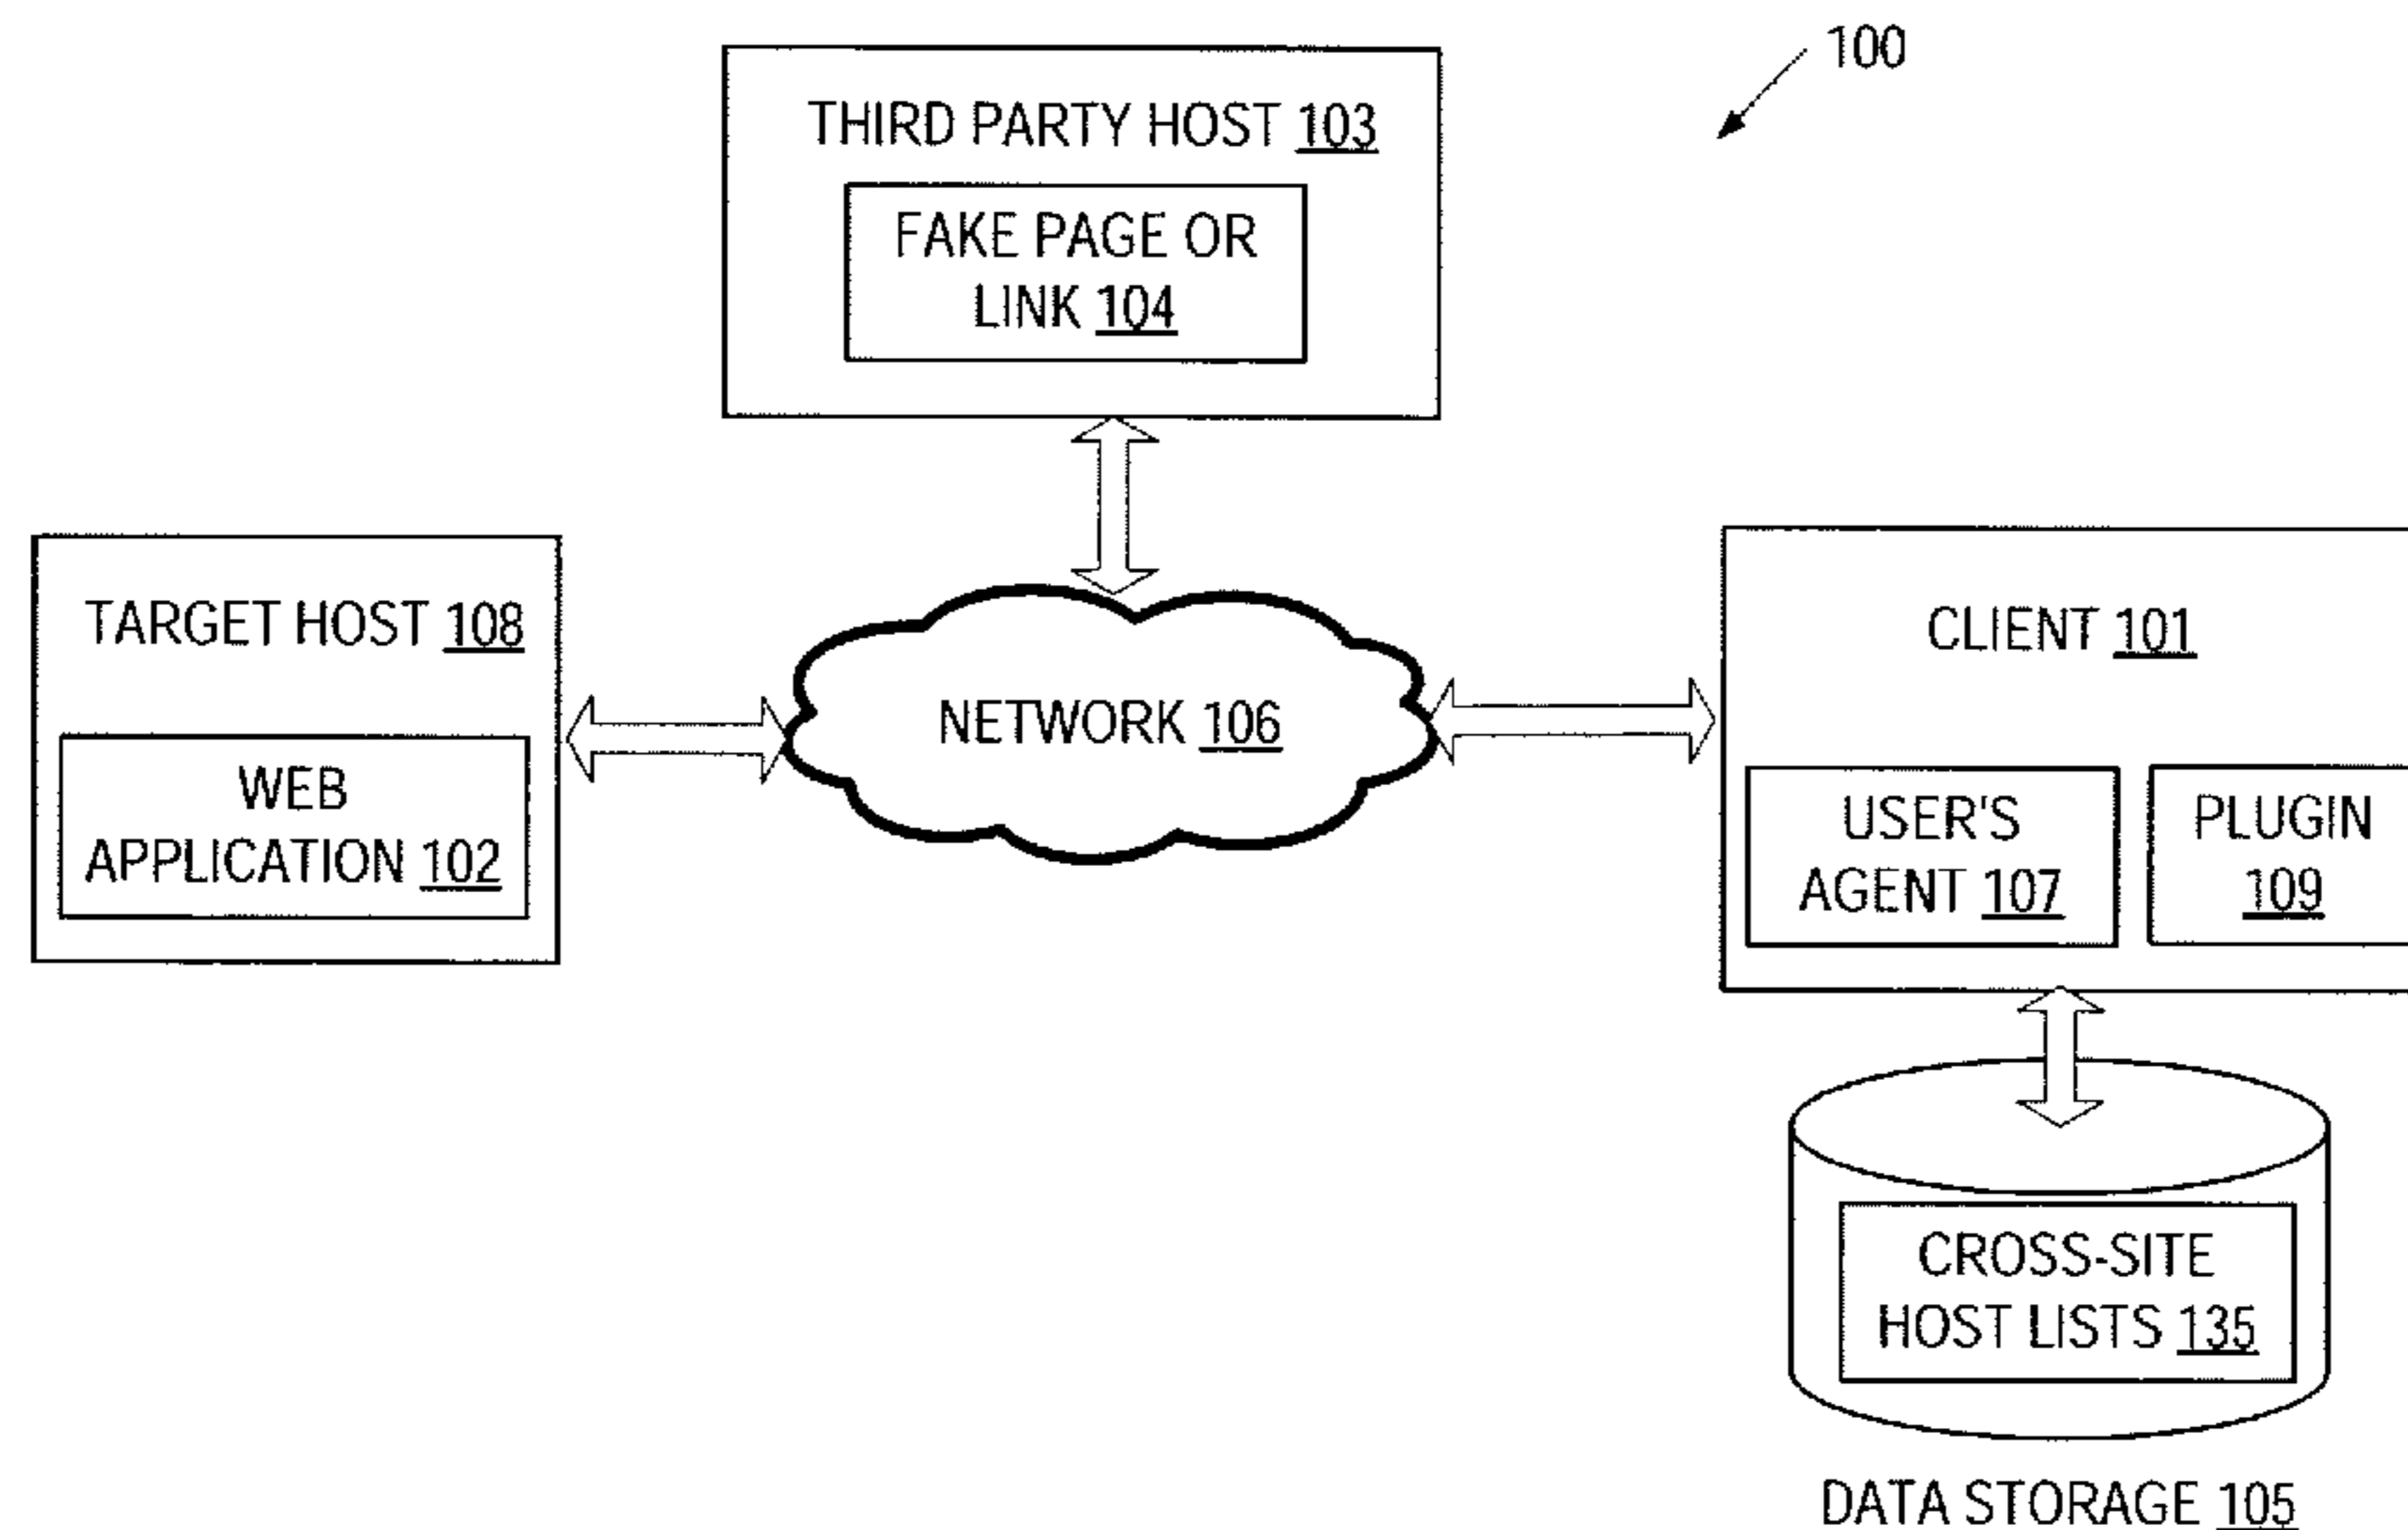 100
THIRD PARTY HOST 103
FAKE PAGE OR
LINK 104
TARGET HOST 108
WEB
APPLICATION 102
NETWORK 106
CLIENT 101
USER'S
AGENT 107
PLUGIN
109
CROSS-SITE
HOST LISTS 135
DATA STORAGE 105